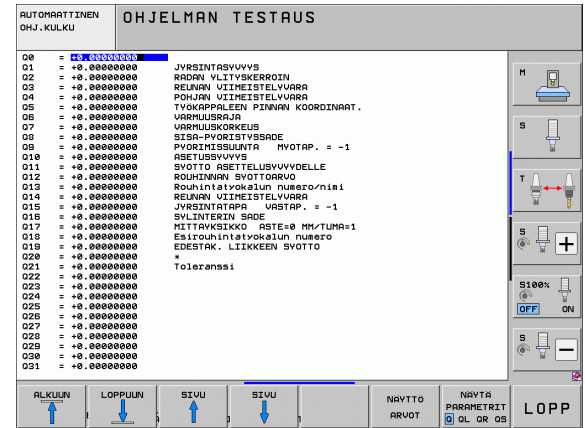 AUTOMAATTINEN
OHJ.KULKU
OHJELMAN TESTAUS
Q0 = +0.00000000
Q1 = +0.00000000 JYRSINTASYVYYS
Q2 = +0.00000000 RADAN YLITYSKERROIN
Q3 = +0.00000000 REUNAN VIIMEISTELYVARA
Q4 = +0.00000000 POHJAN VIIMEISTELYVARA
Q5 = +0.00000000 TYÖKAPPALEEN PINNAN KOORDINAAT.
Q6 = +0.00000000 VARMUUSRAJA
Q7 = +0.00000000 VARMUUSKORKEUS
Q8 = +0.00000000 SISA-PYORISTYSSADE
Q9 = +0.00000000 PYORIMISSUUNTA MYOTAP. = -1
Q10 = +0.00000000 ASETUSSYVYYS
Q11 = +0.00000000 SYOTTO ASETTELUSYVYYDELLE
Q12 = +0.00000000 ROUHINNAN SYOTTOARVO
Q13 = +0.00000000 Rouhintatyokalun numero/nimi
Q14 = +0.00000000 REUNAN VIIMEISTELYVARA
Q15 = +0.00000000 JYRSINTATAPA VASTAP. = -1
Q16 = +0.00000000 SYLINTERIN SADE
Q17 = +0.00000000 MITTAYKSIKKO ASTE=0 MM/TUMA=1
Q18 = +0.00000000 Esirouhintatyokalun numero
Q19 = +0.00000000 EDESTAK. LIIKKEEN SYOTTO
Q20 = +0.00000000 *
Q21 = +0.00000000 Toleranssi
Q22 = +0.00000000
Q23 = +0.00000000
Q24 = +0.00000000
Q25 = +0.00000000
Q26 = +0.00000000
Q27 = +0.00000000
Q28 = +0.00000000
Q29 = +0.00000000
Q30 = +0.00000000
Q31 = +0.00000000
M
S
T
S
+
S100%
OFF ON
S
−
ALKUUN
LOPPUUN
SIVU
SIVU
NÄYTTÖ
ARVOT
NÄYTÄ
PARAMETRIT
Q QL QR QS
LOPP